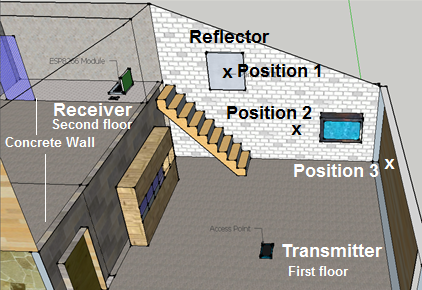 Reflector
x Position 1
ESP8266 Module
Position 2
x
Receiver
Second floor
Concrete Wall
Position 3 x
Access Point
Transmitter
First floor